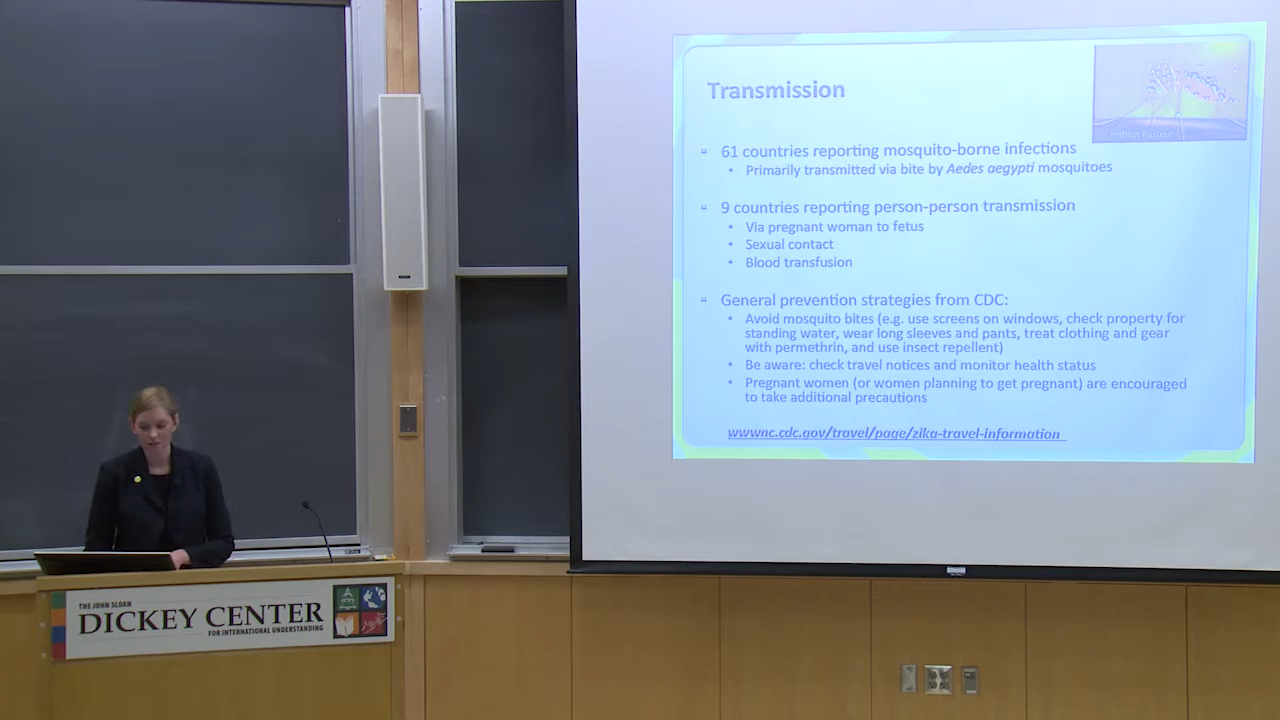 Transmission
Institut Pasteur
61 countries reporting mosquito-borne infections
• Primarily transmitted via bite by Aedes aegypti mosquitoes
9 countries reporting person-person transmission
• Via pregnant woman to fetus
• Sexual contact
• Blood transfusion
General prevention strategies from CDC:
• Avoid mosquito bites (e.g. use screens on windows, check property for
standing water, wear long sleeves and pants, treat clothing and gear
with permethrin, and use insect repellent)
• Be aware: check travel notices and monitor health status
• Pregnant women (or women planning to get pregnant) are encouraged
to take additional precautions
wwwnc.cdc.gov/travel/page/zika-travel-information
THE JOHN SLOAN
DICKEY CENTER
FOR INTERNATIONAL UNDERSTANDING